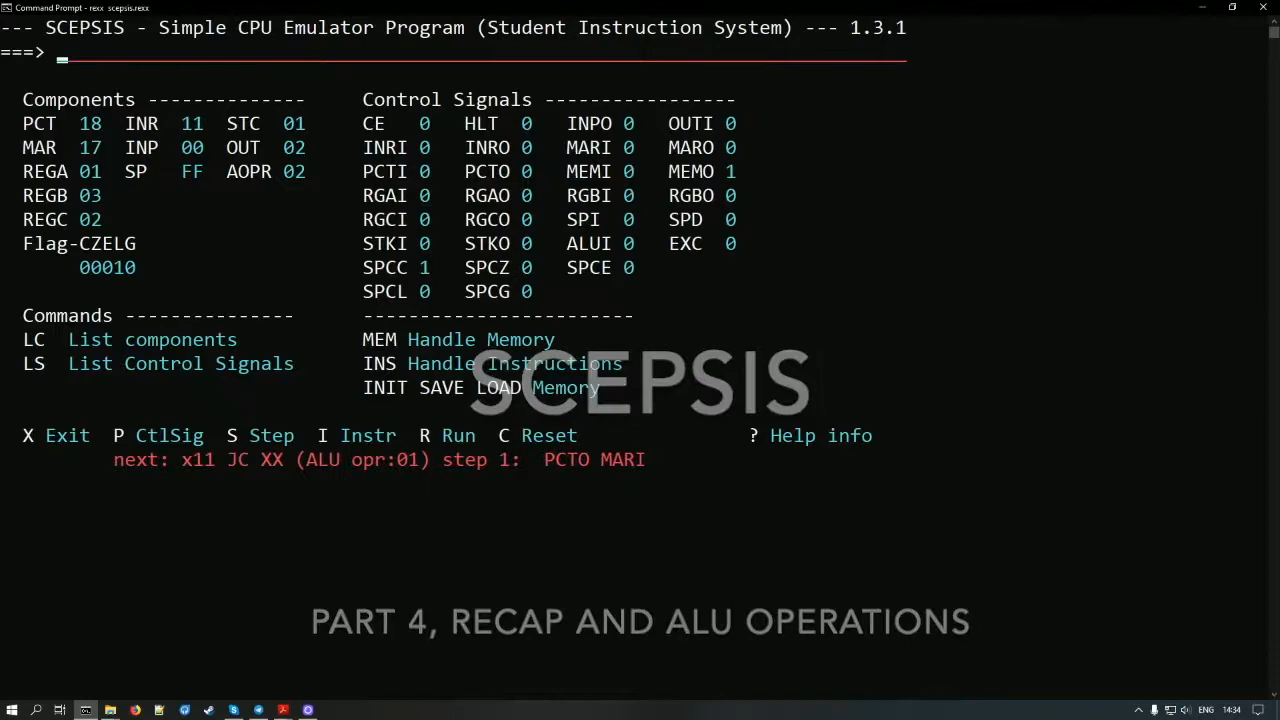 Command Prompt - rexx scepsis.rexx
--- SCEPSIS - Simple CPU Emulator Program (Student Instruction System) --- 1.3.1
===>
Components -------------- Control Signals -----------------
PCT 18 INR 11 STC 01 CE 0 HLT 0 INPO 0 OUTI 0
MAR 17 INP 00 OUT 02 INRI 0 INRO 0 MARI 0 MARO 0
REGA 01 SP FF AOPR 02 PCTI 0 PCTO 0 MEMI 0 MEMO 1
REGB 03 RGAI 0 RGAO 0 RGBI 0 RGBO 0
REGC 02 RGCI 0 RGCO 0 SPI 0 SPD 0
Flag-CZELG STKI 0 STKO 0 ALUI 0 EXC 0
00010 SPCC 1 SPCZ 0 SPCE 0
SPCL 0 SPCG 0
Commands --------------- ------------------------
LC List components MEM Handle Memory
LS List Control Signals INS Handle Instructions
INIT SAVE LOAD Memory
SCEPSIS
X Exit P CtlSig S Step I Instr R Run C Reset ? Help info
next: x11 JC XX (ALU opr:01) step 1: PCTO MARI
PART 4, RECAP AND ALU OPERATIONS
ENG 14:34